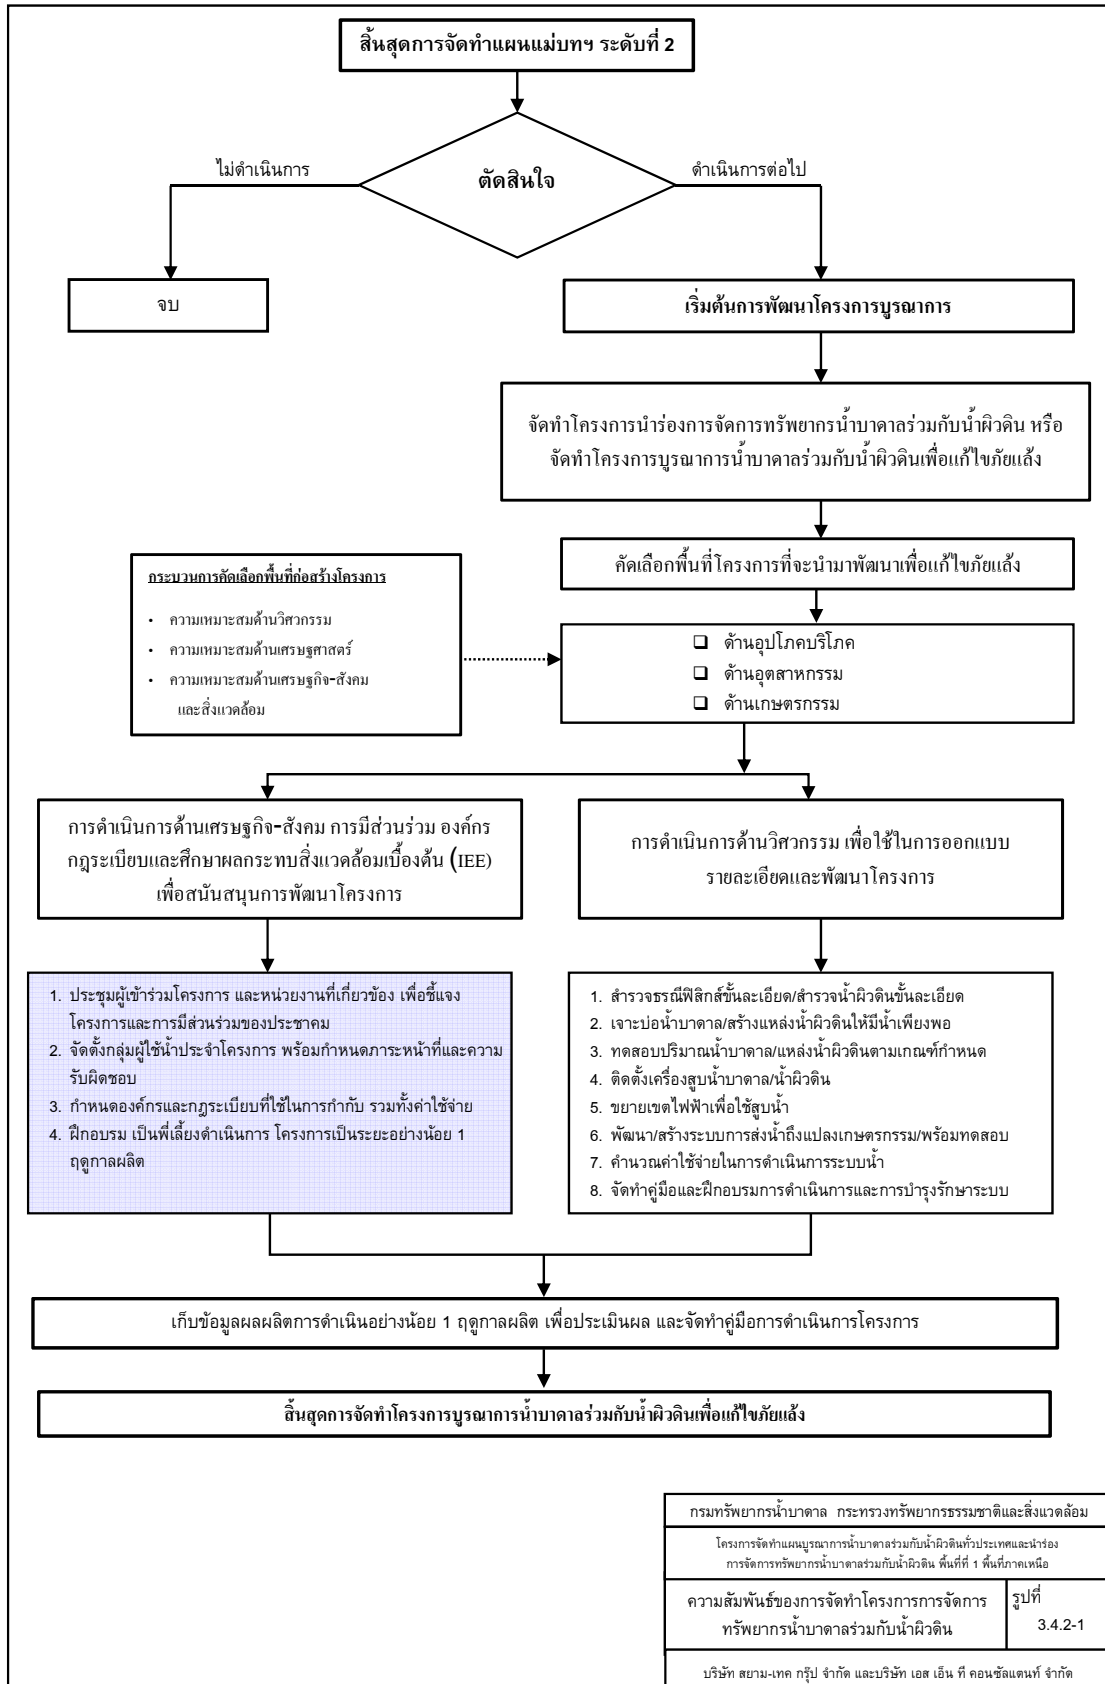 สิ้นสุดการจัดทำแผนแม่บทฯ ระดับที่ 2
ไม่ดำเนินการ
ตัดสินใจ
ดำเนินการต่อไป
จบ
เริ่มต้นการพัฒนาโครงการบูรณาการ
จัดทำโครงการนำร่องการจัดการทรัพยากรน้ำบาดาลร่วมกับน้ำผิวดิน หรือ
จัดทำโครงการบูรณาการน้ำบาดาลร่วมกับน้ำผิวดินเพื่อแก้ไขภัยแล้ง
คัดเลือกพื้นที่โครงการที่จะนำมาพัฒนาเพื่อแก้ไขภัยแล้ง
กระบวนการคัดเลือกพื้นที่ก่อสร้างโครงการ
• ความเหมาะสมด้านวิศวกรรม
• ความเหมาะสมด้านเศรษฐศาสตร์
• ความเหมาะสมด้านเศรษฐกิจ-สังคม
และสิ่งแวดล้อม
❑ ด้านอุปโภคบริโภค
❑ ด้านอุตสาหกรรม
❑ ด้านเกษตรกรรม
การดำเนินการด้านเศรษฐกิจ-สังคม การมีส่วนร่วม องค์กร
กฎระเบียบและศึกษาผลกระทบสิ่งแวดล้อมเบื้องต้น (IEE)
เพื่อสนันสนุนการพัฒนาโครงการ
การดำเนินการด้านวิศวกรรม เพื่อใช้ในการออกแบบ
รายละเอียดและพัฒนาโครงการ
1. ประชุมผู้เข้าร่วมโครงการ และหน่วยงานที่เกี่ยวข้อง เพื่อชี้แจง
โครงการและการมีส่วนร่วมของประชาคม
2. จัดตั้งกลุ่มผู้ใช้น้ำประจำโครงการ พร้อมกำหนดภาระหน้าที่และความ
รับผิดชอบ
3. กำหนดองค์กรและกฎระเบียบที่ใช้ในการกำกับ รวมทั้งค่าใช้จ่าย
4. ฝึกอบรม เป็นพี่เลี้ยงดำเนินการ โครงการเป็นระยะอย่างน้อย 1
ฤดูกาลผลิต
1. สำรวจธรณีฟิสิกส์ขั้นละเอียด/สำรวจน้ำผิวดินขั้นละเอียด
2. เจาะบ่อน้ำบาดาล/สร้างแหล่งน้ำผิวดินให้มีน้ำเพียงพอ
3. ทดสอบปริมาณน้ำบาดาล/แหล่งน้ำผิวดินตามเกณฑ์กำหนด
4. ติดตั้งเครื่องสูบน้ำบาดาล/น้ำผิวดิน
5. ขยายเขตไฟฟ้าเพื่อใช้สูบน้ำ
6. พัฒนา/สร้างระบบการส่งน้ำถึงแปลงเกษตรกรรม/พร้อมทดสอบ
7. คำนวณค่าใช้จ่ายในการดำเนินการระบบน้ำ
8. จัดทำคู่มือและฝึกอบรมการดำเนินการและการบำรุงรักษาระบบ
เก็บข้อมูลผลผลิตการดำเนินอย่างน้อย 1 ฤดูกาลผลิต เพื่อประเมินผล และจัดทำคู่มือการดำเนินการโครงการ
สิ้นสุดการจัดทำโครงการบูรณาการน้ำบาดาลร่วมกับน้ำผิวดินเพื่อแก้ไขภัยแล้ง
กรมทรัพยากรน้ำบาดาล กระทรวงทรัพยากรธรรมชาติและสิ่งแวดล้อม
โครงการจัดทำแผนบูรณาการน้ำบาดาลร่วมกับน้ำผิวดินทั่วประเทศและนำร่อง
การจัดการทรัพยากรน้ำบาดาลร่วมกับน้ำผิวดิน พื้นที่ที่ 1 พื้นที่ภาคเหนือ
ความสัมพันธ์ของการจัดทำโครงการการจัดการ
ทรัพยากรน้ำบาดาลร่วมกับน้ำผิวดิน
รูปที่
3.4.2-1
บริษัท สยาม-เทค กรุ๊ป จำกัด และบริษัท เอส เอ็น ที คอนซัลแตนท์ จำกัด